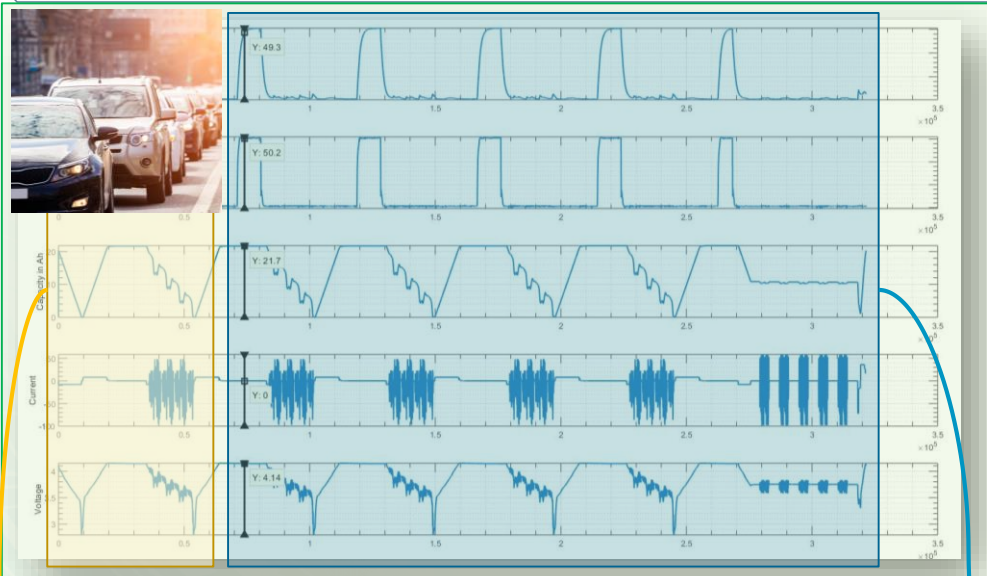 Y: 49.3
1 1.5 2 2.5 3 3.5
×10⁵
Y: 50.2
0 0.5 1 1.5 2 2.5 3 3.5
×10⁵
Capacity in Ah
Y: 21.7
0 0.5 1 1.5 2 2.5 3 3.5
×10⁵
Current
0
-50
-100
Y: 0
0 0.5 1 1.5 2 2.5 3 3.5
×10⁵
Voltage
4
3.5
3
Y: 4.14
0 0.5 1 1.5 2 2.5 3 3.5
×10⁵